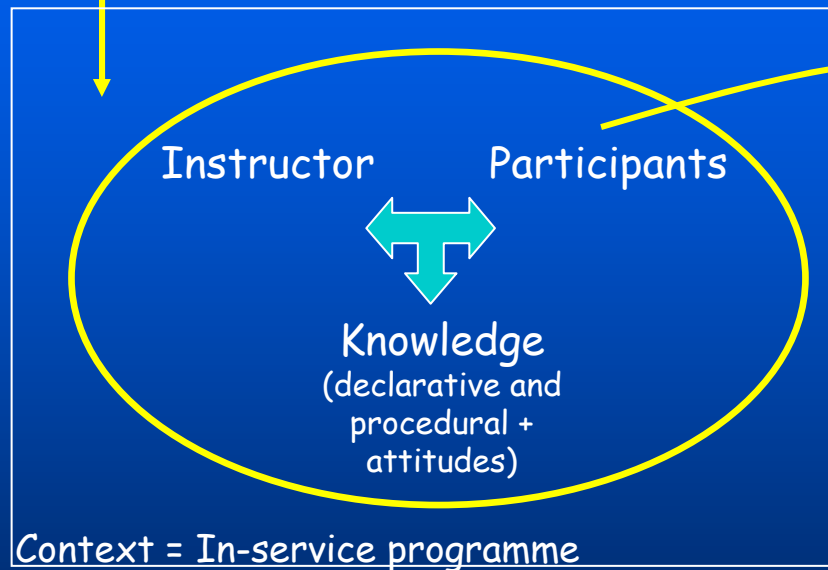 Instructor Participants
Knowledge
(declarative and
procedural +
attitudes)
Context = In-service programme